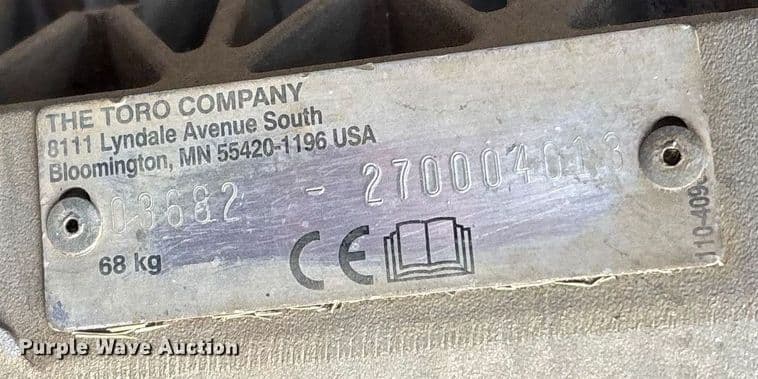 THE TORO COMPANY
8111 Lyndale Avenue South
Bloomington, MN 55420-1196 USA
03682 - 270004018
68 kg
CE
Purple Wave Auction